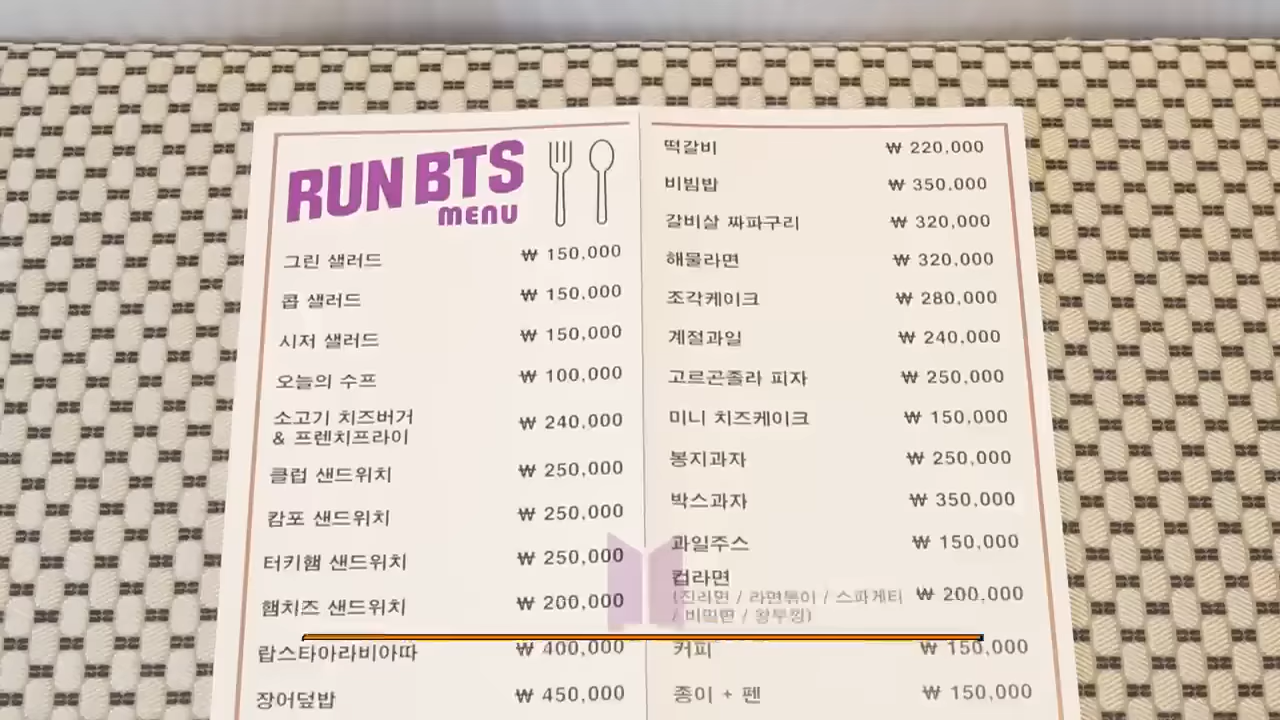 RUN BTS
MENU
그린 샐러드 ₩ 150,000
콥 샐러드 ₩ 150,000
시저 샐러드 ₩ 150,000
오늘의 수프 ₩ 100,000
소고기 치즈버거
& 프렌치프라이 ₩ 240,000
클럽 샌드위치 ₩ 250,000
캄포 샌드위치 ₩ 250,000
터키햄 샌드위치 ₩ 250,000
햄치즈 샌드위치 ₩ 200,000
랍스타아라비아따 ₩ 400,000
장어덮밥 ₩ 450,000
떡갈비 ₩ 220,000
비빔밥 ₩ 350,000
갈비살 짜파구리 ₩ 320,000
해물라면 ₩ 320,000
조각케이크 ₩ 280,000
계절과일 ₩ 240,000
고르곤졸라 피자 ₩ 250,000
미니 치즈케이크 ₩ 150,000
봉지과자 ₩ 250,000
박스과자 ₩ 350,000
과일주스 ₩ 150,000
컵라면
(진라면 / 라면볶이 / 스파게티 ₩ 200,000
/ 비빔면 / 왕뚜껑)
커피 ₩ 150,000
종이 + 펜 ₩ 150,000